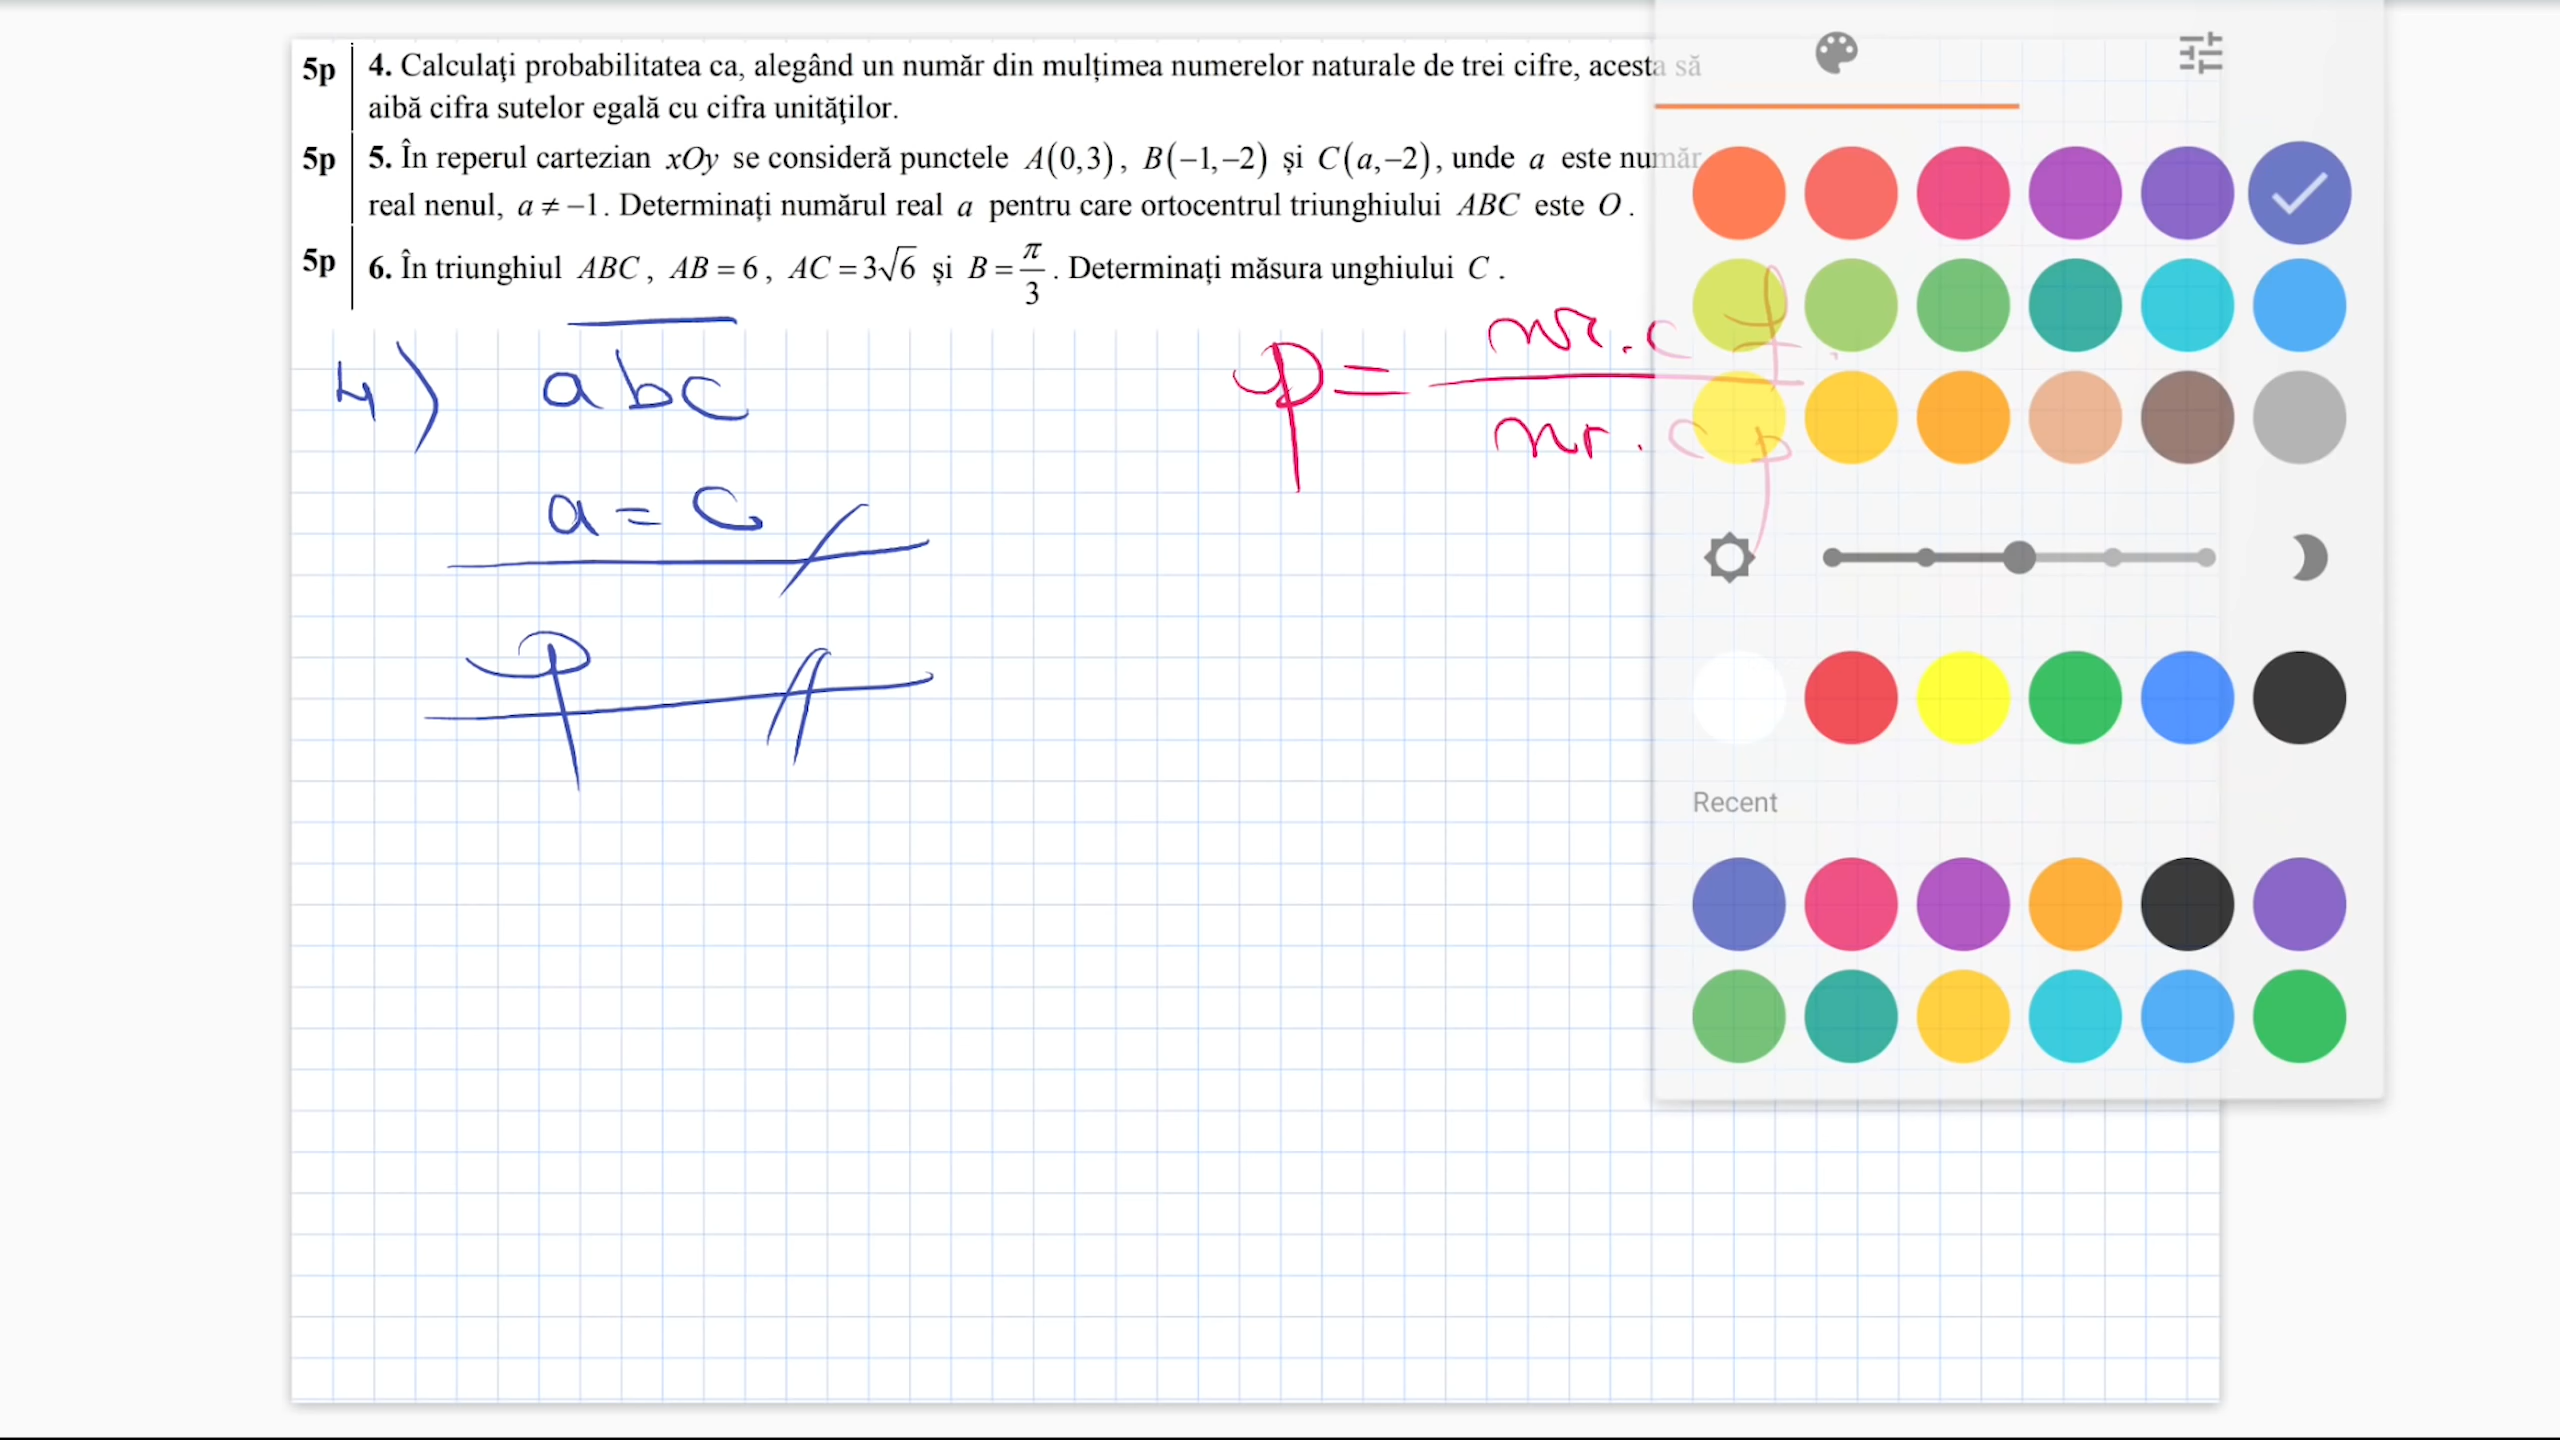 5p 4. Calculați probabilitatea ca, alegând un număr din mulțimea numerelor naturale de trei cifre, acesta să
aibă cifra sutelor egală cu cifra unităților.
5p 5. În reperul cartezian xOy se consideră punctele A(0,3), B(−1,−2) și C(a,−2), unde a este număr
real nenul, a ≠ −1. Determinați numărul real a pentru care ortocentrul triunghiului ABC este O.
5p 6. În triunghiul ABC, AB = 6, AC = 3√6 și B = π/3. Determinați măsura unghiului C.
4) abc
a = c
p = nr. c f. / nr. c p
Recent